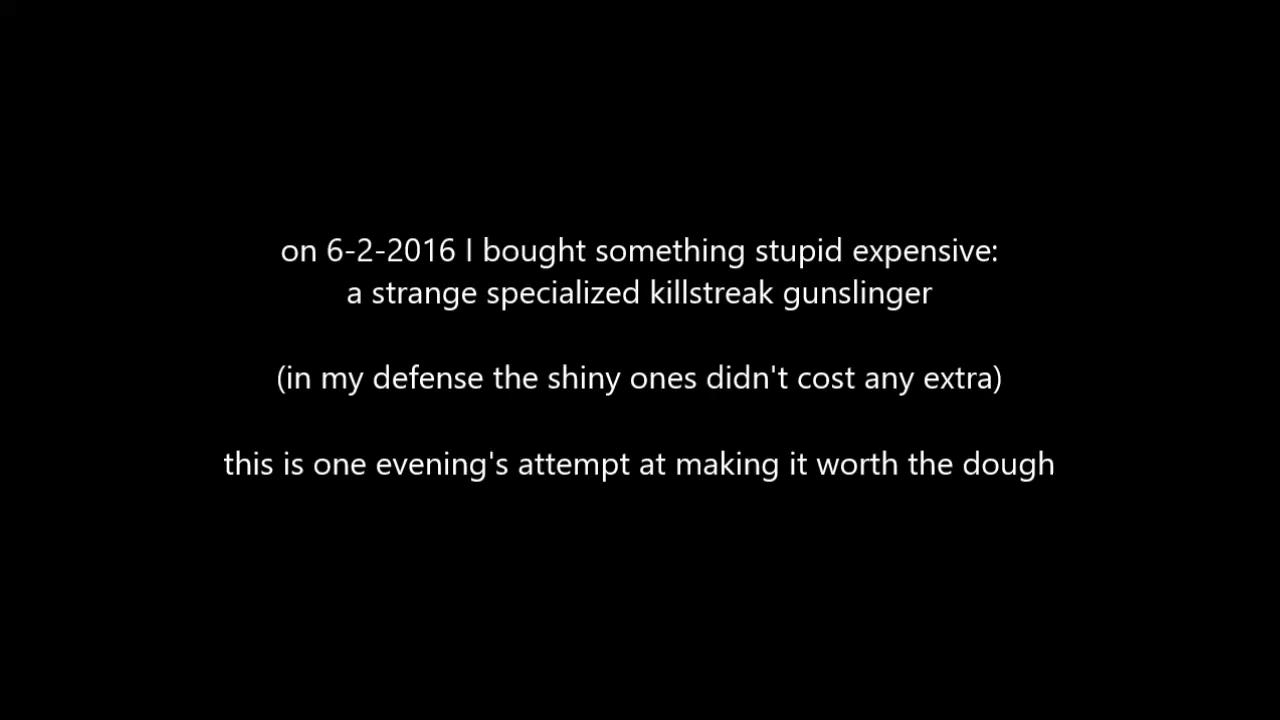 on 6-2-2016 I bought something stupid expensive:
a strange specialized killstreak gunslinger
(in my defense the shiny ones didn't cost any extra)
this is one evening's attempt at making it worth the dough